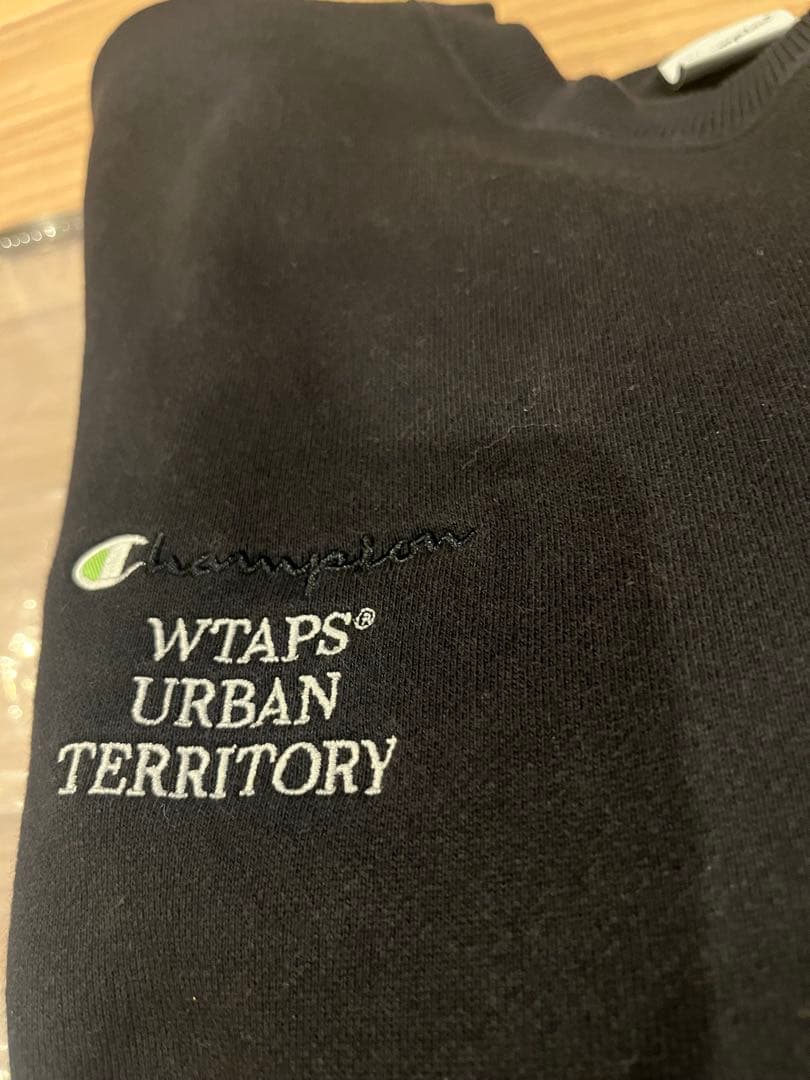 Champion
WTAPS®
URBAN
TERRITORY